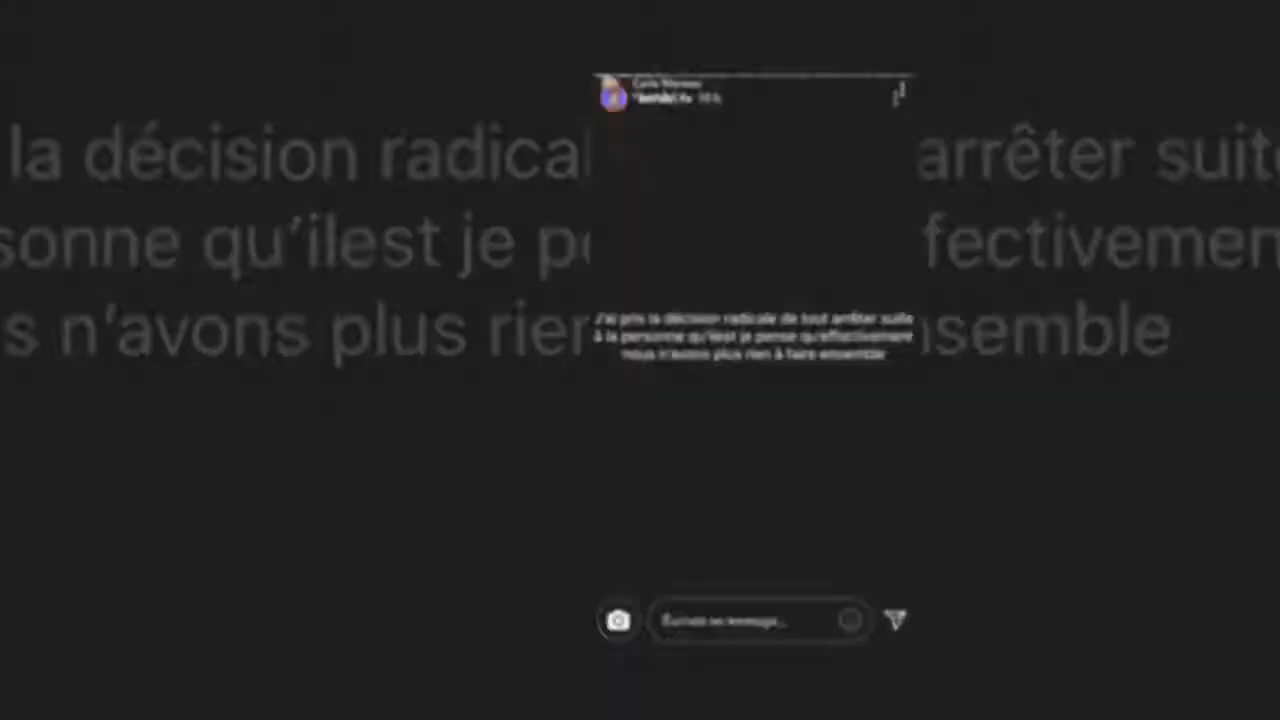 la décision radical
arrêter suite
sonne qu'ilest je p
fectivemen
s n'avons plus rien
nsemble
J'ai pris la décision radicale de tout arrêter suite
à la personne qu'ilest je pense qu'effectivement
nous n'avons plus rien à faire ensemble